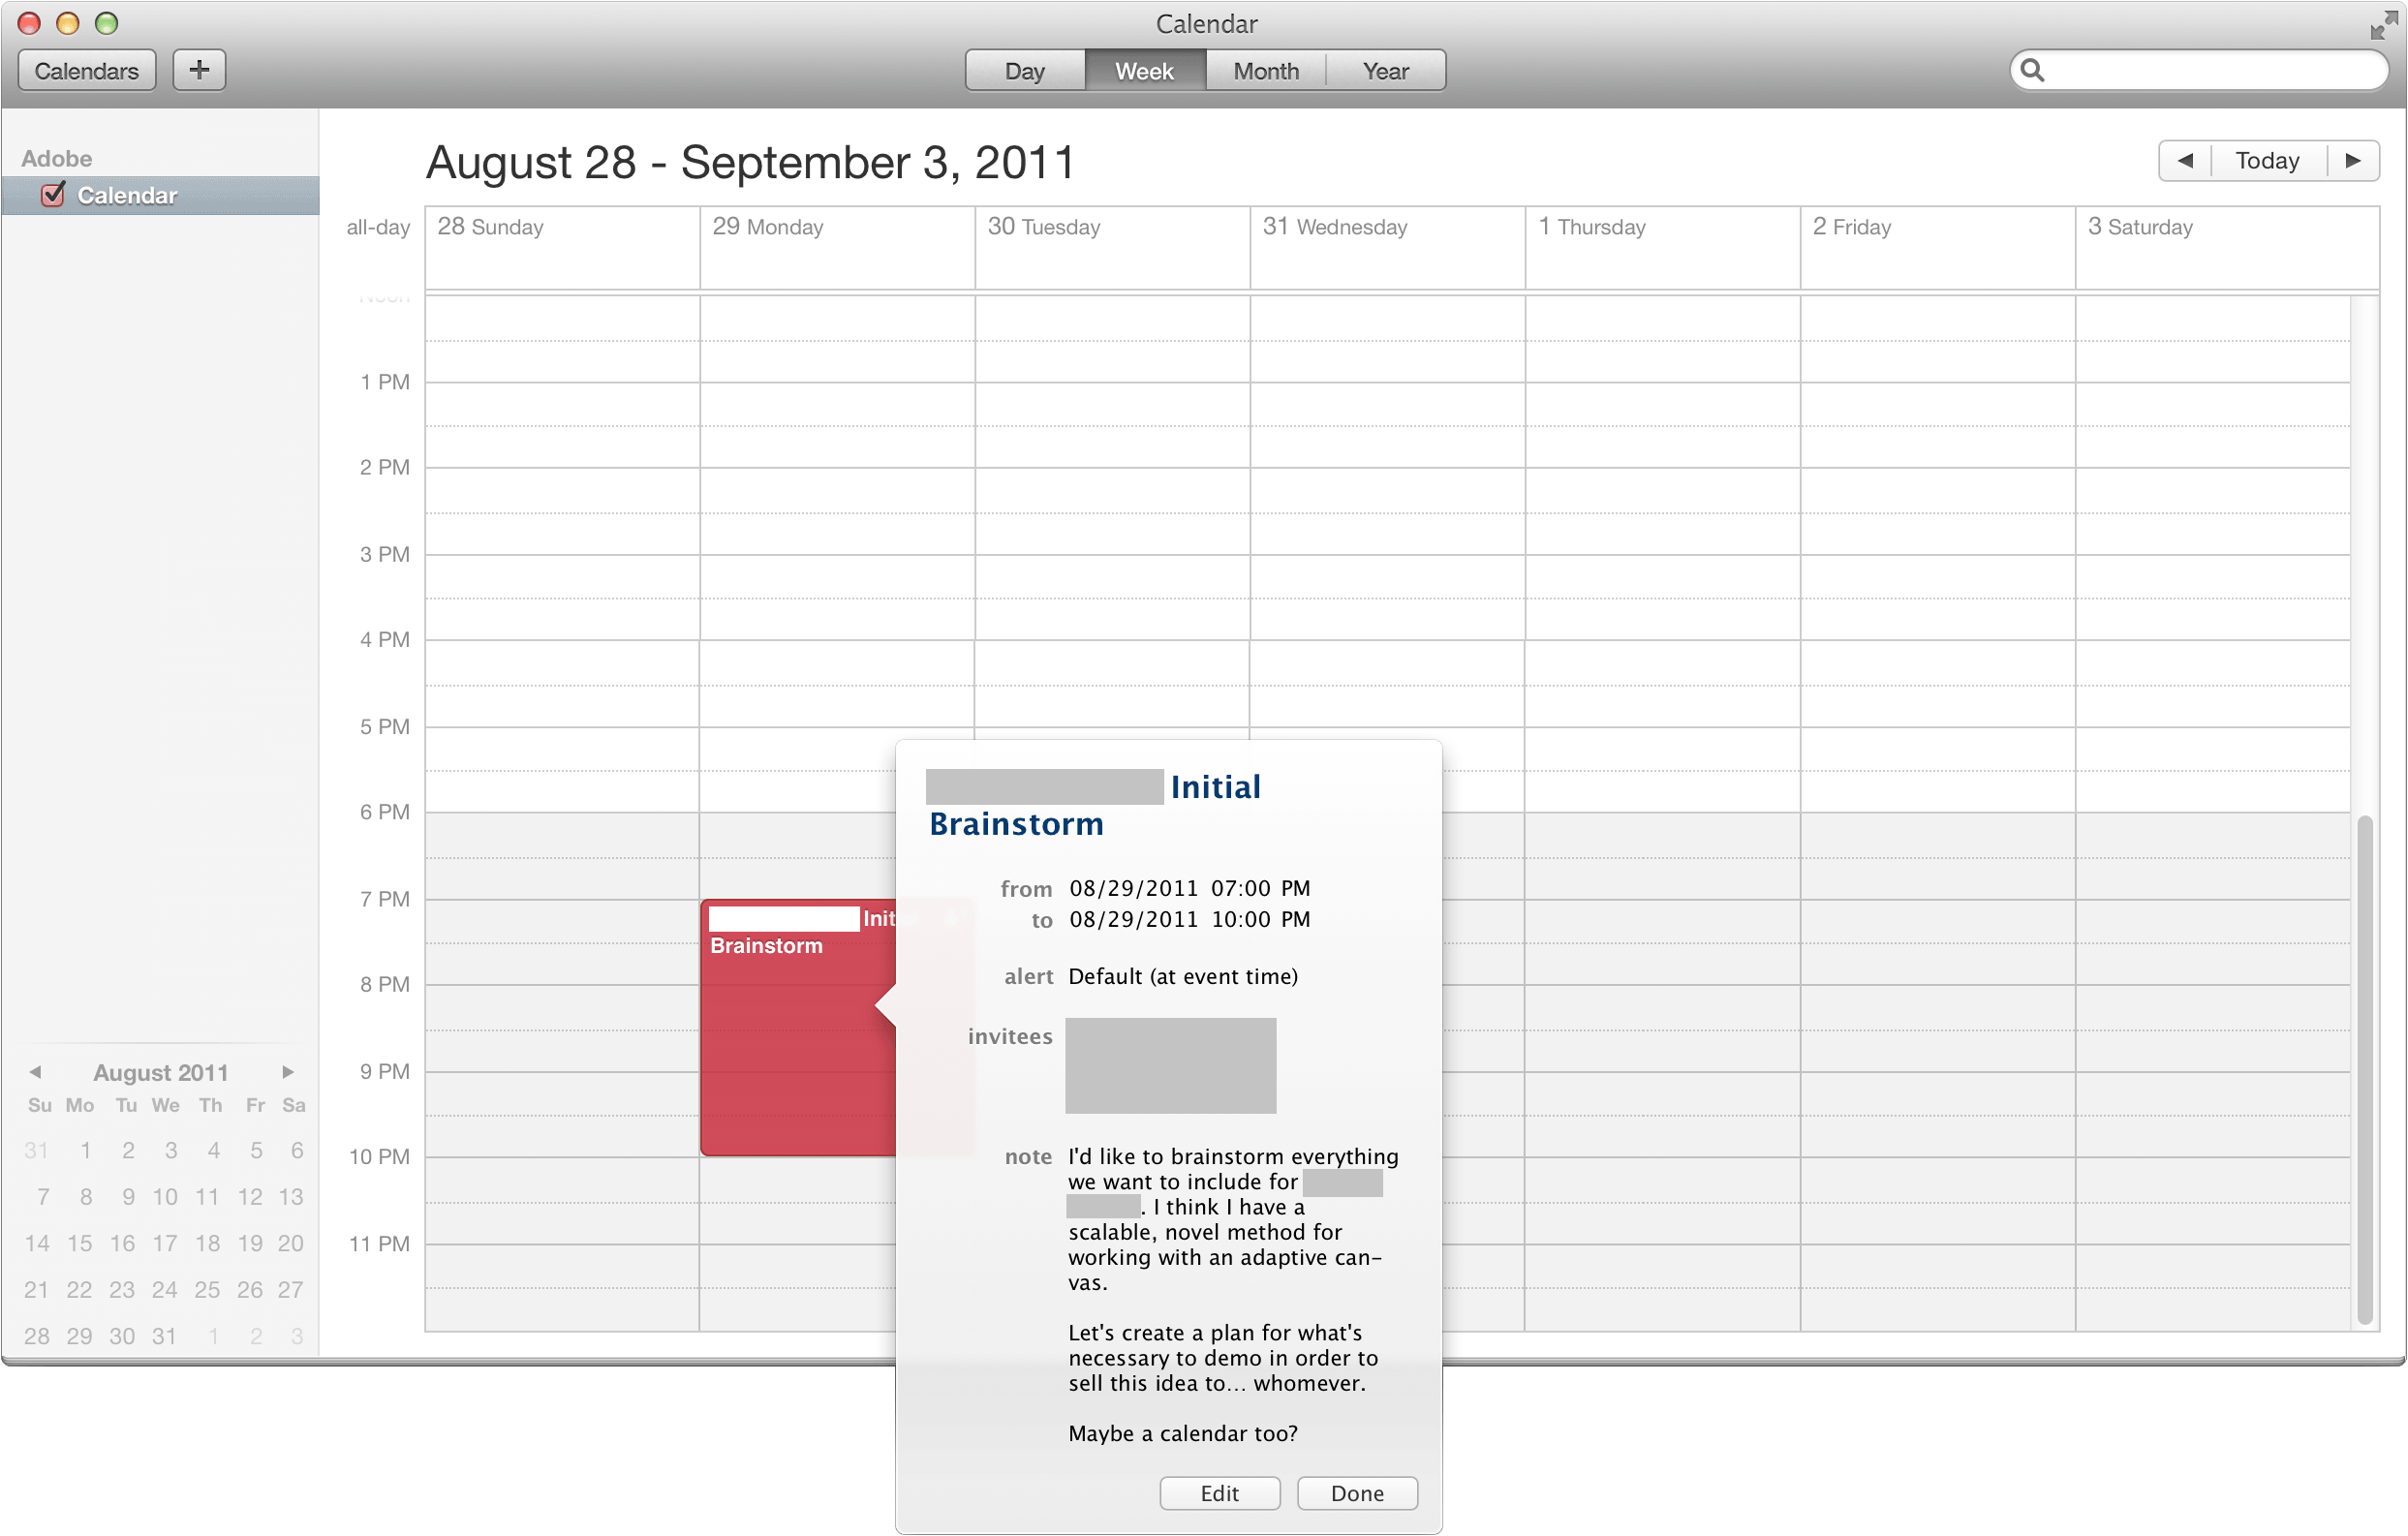 Calendar
Calendars
+
Day Week Month Year
Adobe
Calendar
August 28 - September 3, 2011
Today
all-day
28 Sunday
29 Monday
30 Tuesday
31 Wednesday
1 Thursday
2 Friday
3 Saturday
1 PM
2 PM
3 PM
4 PM
5 PM
6 PM
7 PM
8 PM
9 PM
10 PM
11 PM
Brainstorm
Initial
Brainstorm
from 08/29/2011 07:00 PM
to 08/29/2011 10:00 PM
alert Default (at event time)
invitees
note I'd like to brainstorm everything
we want to include for
. I think I have a
scalable, novel method for
working with an adaptive can-
vas.
Let's create a plan for what's
necessary to demo in order to
sell this idea to... whomever.
Maybe a calendar too?
Edit Done
August 2011
Su Mo Tu We Th Fr Sa
31 1 2 3 4 5 6
7 8 9 10 11 12 13
14 15 16 17 18 19 20
21 22 23 24 25 26 27
28 29 30 31 1 2 3